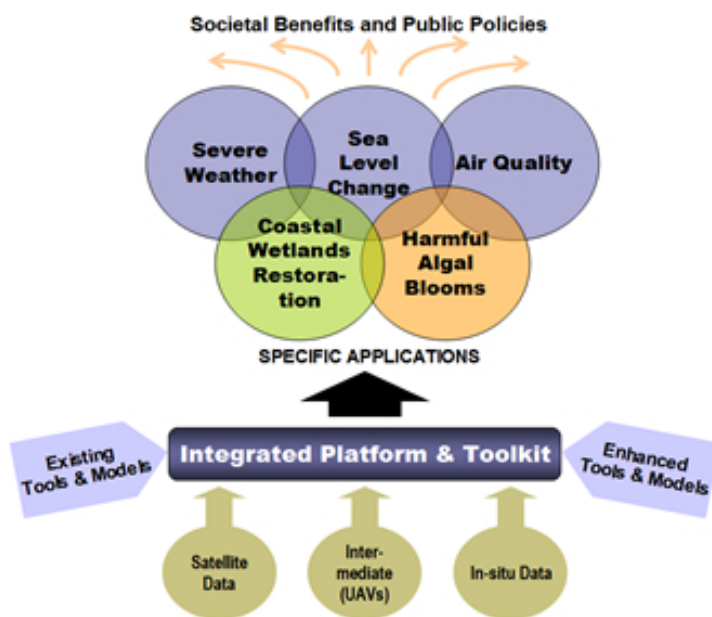 Societal Benefits and Public Policies
Severe
Weather
Sea
Level
Change
Air Quality
Coastal
Wetlands
Restora-
tion
Harmful
Algal
Blooms
SPECIFIC APPLICATIONS
Existing
Tools & Models
Integrated Platform & Toolkit
Enhanced
Tools & Models
Satellite
Data
Inter-
mediate
(UAVs)
In-situ Data